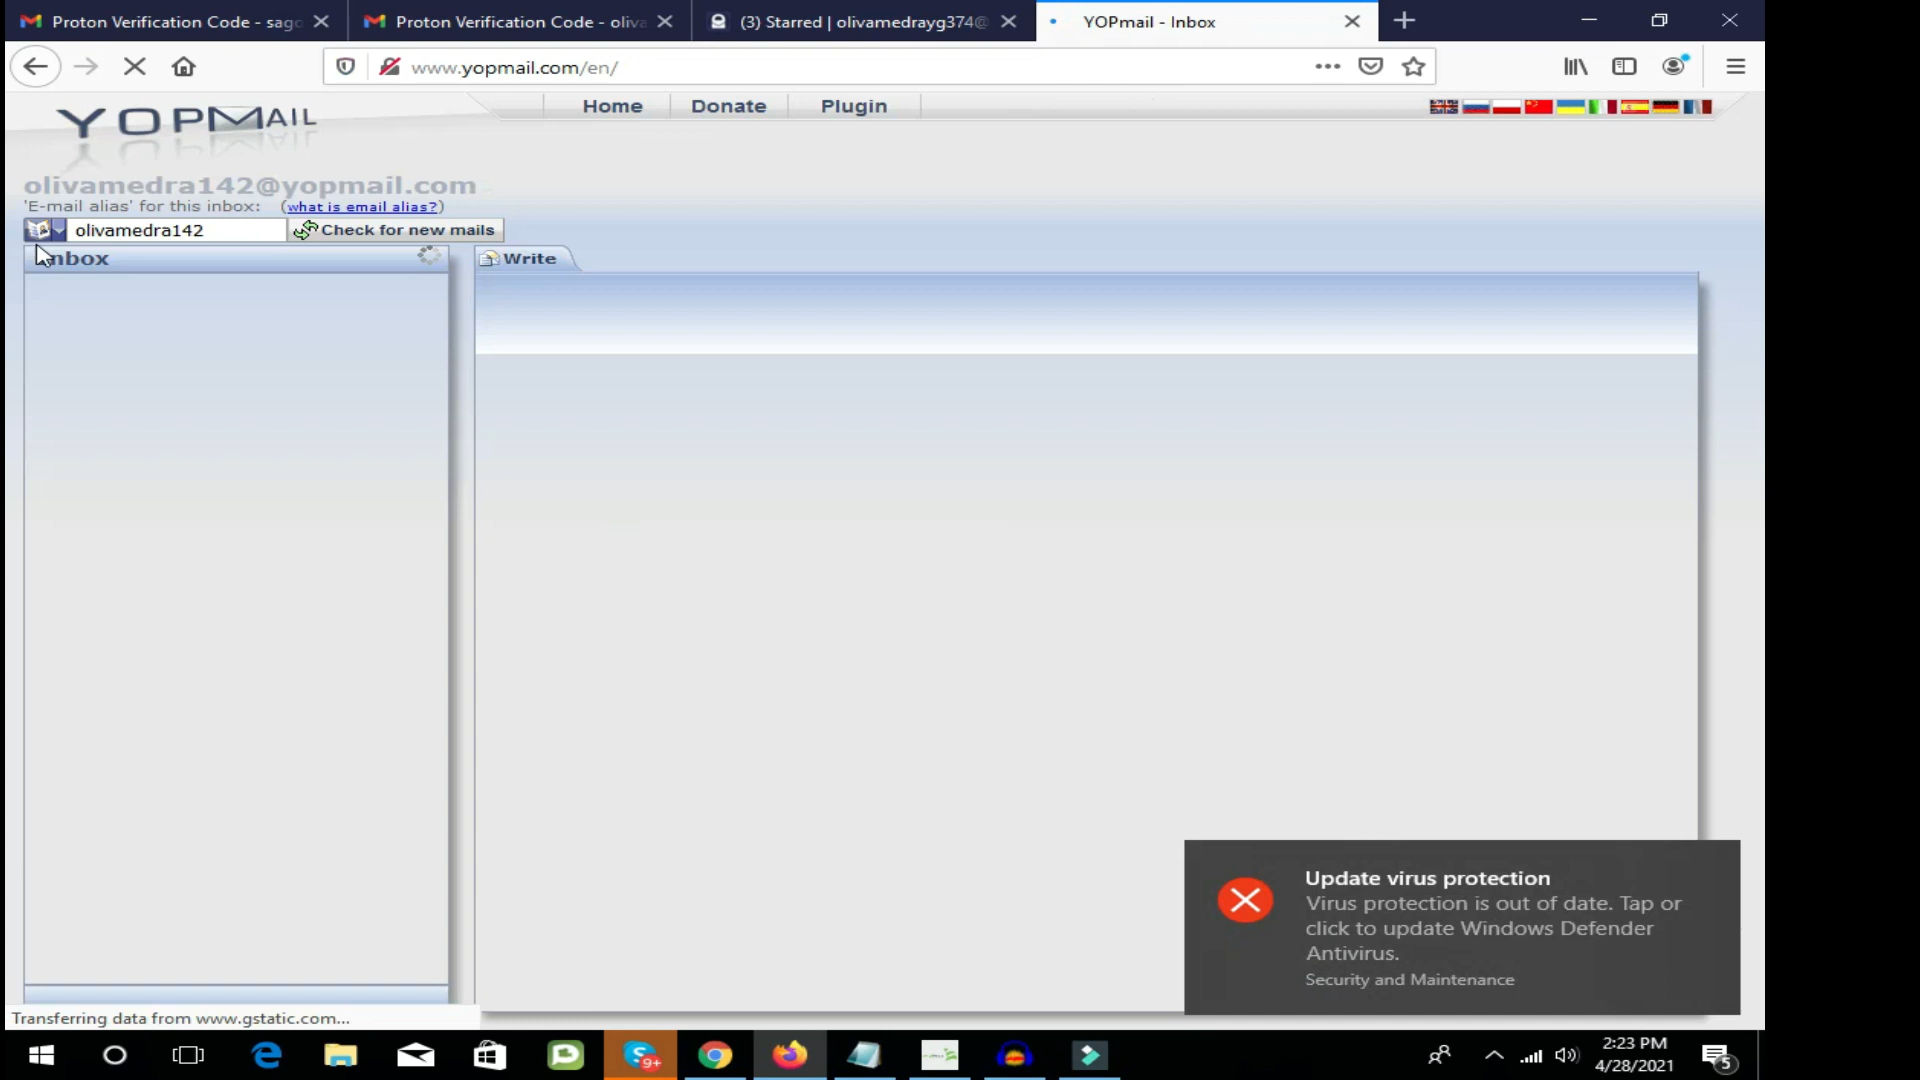 Proton Verification Code - sago
Proton Verification Code - oliva
(3) Starred | olivamedrayg374@
YOPmail - Inbox
www.yopmail.com/en/
YOPMAIL
Home
Donate
Plugin
olivamedra142@yopmail.com
'E-mail alias' for this inbox: (what is email alias?)
olivamedra142
Check for new mails
nbox
Write
Update virus protection
Virus protection is out of date. Tap or
click to update Windows Defender
Antivirus.
Security and Maintenance
Transferring data from www.gstatic.com...
9+
2:23 PM
4/28/2021
5